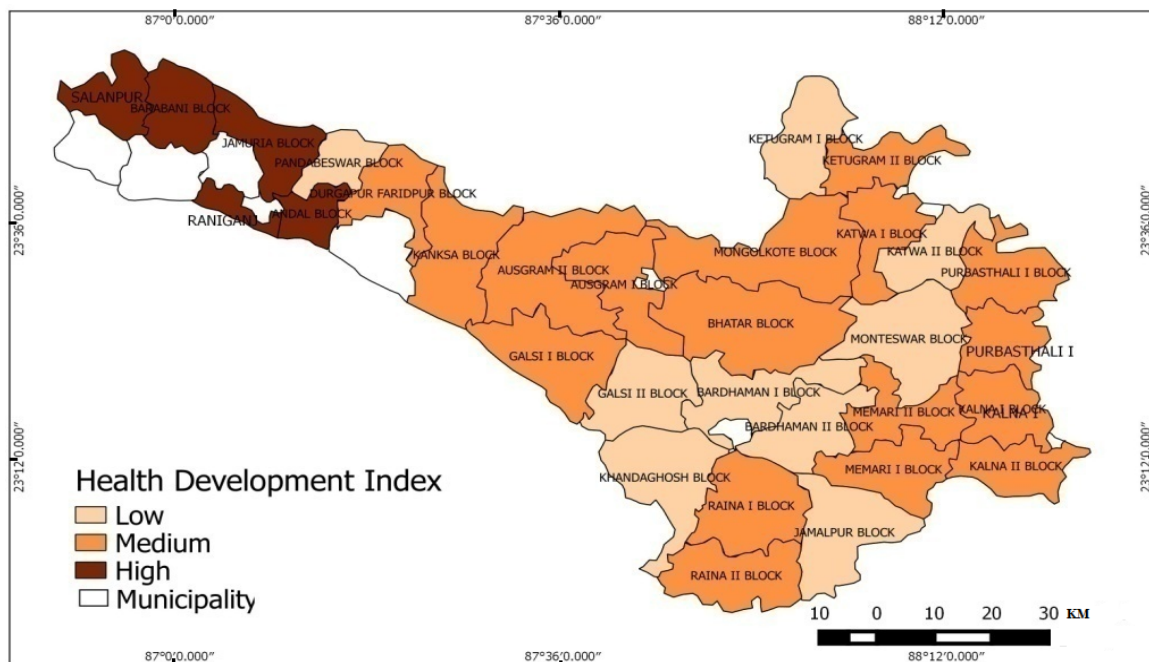 87°0′0.000″ 87°36′0.000″ 88°12′0.000″
SALANPUR
BARABANI BLOCK
JAMURIA BLOCK
PANDABESWAR BLOCK
DURGAPUR FARIDPUR BLOCK
RANIGANJ
ANDAL BLOCK
KETUGRAM I BLOCK
KETUGRAM II BLOCK
23°36′0.000″
23°36′0.000″
KATWA I BLOCK
KANKSA BLOCK
MONGOLKOTE BLOCK
KATWA II BLOCK
AUSGRAM II BLOCK
PURBASTHALI I BLOCK
AUSGRAM I BLOCK
BHATAR BLOCK
MONTESWAR BLOCK
PURBASTHALI I
GALSI I BLOCK
GALSI II BLOCK
BARDHAMAN I BLOCK
MEMARI II BLOCK
KALNA I BLOCK
KALNA I
BARDHAMAN II BLOCK
23°12′0.000″
23°12′0.000″
MEMARI I BLOCK
KALNA II BLOCK
KHANDAGHOSH BLOCK
RAINA I BLOCK
JAMALPUR BLOCK
RAINA II BLOCK
Health Development Index
Low
Medium
High
Municipality
10 0 10 20 30 KM
87°0′0.000″ 87°36′0.000″ 88°12′0.000″